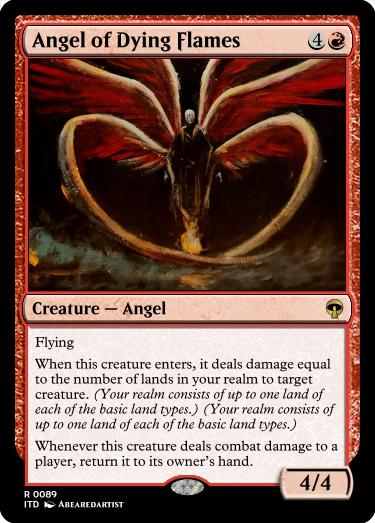 Angel of Dying Flames 4
Creature — Angel
Flying
When this creature enters, it deals damage equal
to the number of lands in your realm to target
creature. (Your realm consists of up to one land of
each of the basic land types.) (Your realm consists of
up to one land of each of the basic land types.)
Whenever this creature deals combat damage to a
player, return it to its owner's hand.
4/4
R 0089
ITD ABEAREDARTIST